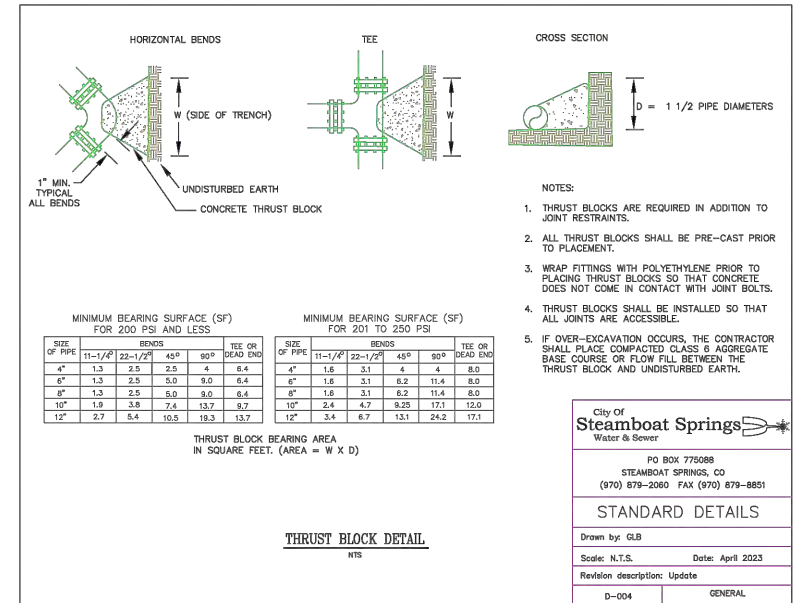 HORIZONTAL BENDS
TEE
CROSS SECTION
W (SIDE OF TRENCH)
W
D = 1 1/2 PIPE DIAMETERS
1" MIN.
TYPICAL
ALL BENDS
UNDISTURBED EARTH
CONCRETE THRUST BLOCK
NOTES:
1. THRUST BLOCKS ARE REQUIRED IN ADDITION TO
JOINT RESTRAINTS.
2. ALL THRUST BLOCKS SHALL BE PRE-CAST PRIOR
TO PLACEMENT.
3. WRAP FITTINGS WITH POLYETHYLENE PRIOR TO
PLACING THRUST BLOCKS SO THAT CONCRETE
DOES NOT COME IN CONTACT WITH JOINT BOLTS.
4. THRUST BLOCKS SHALL BE INSTALLED SO THAT
ALL JOINTS ARE ACCESSIBLE.
5. IF OVER-EXCAVATION OCCURS, THE CONTRACTOR
SHALL PLACE COMPACTED CLASS 6 AGGREGATE
BASE COURSE OR FLOW FILL BETWEEN THE
THRUST BLOCK AND UNDISTURBED EARTH.
MINIMUM BEARING SURFACE (SF)
FOR 200 PSI AND LESS
SIZE OF PIPE BENDS TEE OR DEAD END
11-1/4° 22-1/2° 45° 90°
4" 1.3 2.5 2.5 4 6.4
6" 1.3 2.5 5.0 9.0 6.4
8" 1.3 2.5 5.0 9.0 6.4
10" 1.9 3.8 7.4 13.7 9.7
12" 2.7 5.4 10.5 19.3 13.7
MINIMUM BEARING SURFACE (SF)
FOR 201 TO 250 PSI
SIZE OF PIPE BENDS TEE OR DEAD END
11-1/4° 22-1/2° 45° 90°
4" 1.6 3.1 4 4 8.0
6" 1.6 3.1 6.2 11.4 8.0
8" 1.6 3.1 6.2 11.4 8.0
10" 2.4 4.7 9.25 17.1 12.0
12" 3.4 6.7 13.1 24.2 17.1
THRUST BLOCK BEARING AREA
IN SQUARE FEET. (AREA = W X D)
THRUST BLOCK DETAIL
NTS
City Of
Steamboat Springs
Water & Sewer
PO BOX 775088
STEAMBOAT SPRINGS, CO
(970) 879-2060 FAX (970) 879-8851
STANDARD DETAILS
Drawn by: GLB
Scale: N.T.S. Date: April 2023
Revision description: Update
D-004 GENERAL